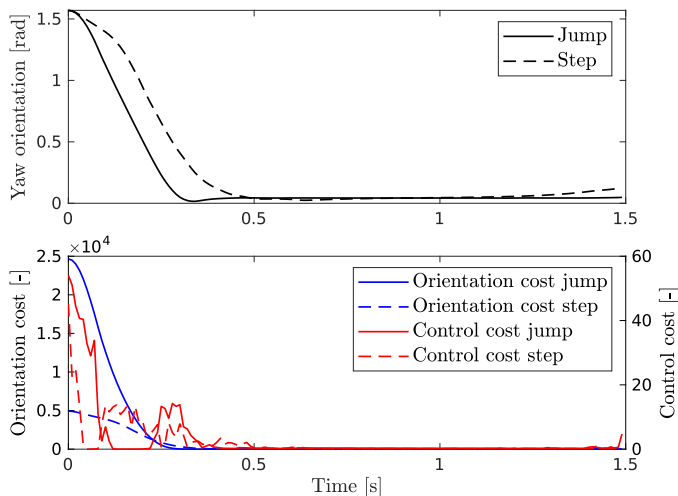 Yaw orientation [rad]
1.5
1
0.5
0
Jump
Step
0
0.5
1
1.5
×10⁴
Orientation cost [-]
2.5
2
1.5
1
0.5
0
Orientation cost jump
Orientation cost step
Control cost jump
Control cost step
60
40
20
0
Control cost [-]
0
0.5
1
1.5
Time [s]